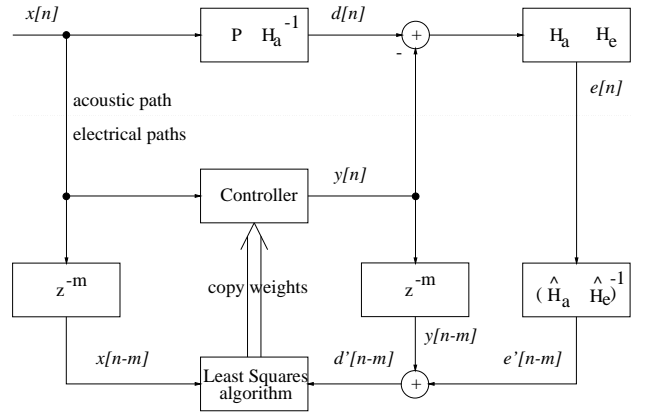 x[n]
P H_a^-1
d[n]
+
-
H_a H_e
e[n]
acoustic path
electrical paths
Controller
y[n]
z^-m
copy weights
z^-m
(Ĥ_a Ĥ_e)^-1
y[n-m]
x[n-m]
Least Squares
algorithm
d'[n-m]
+
e'[n-m]